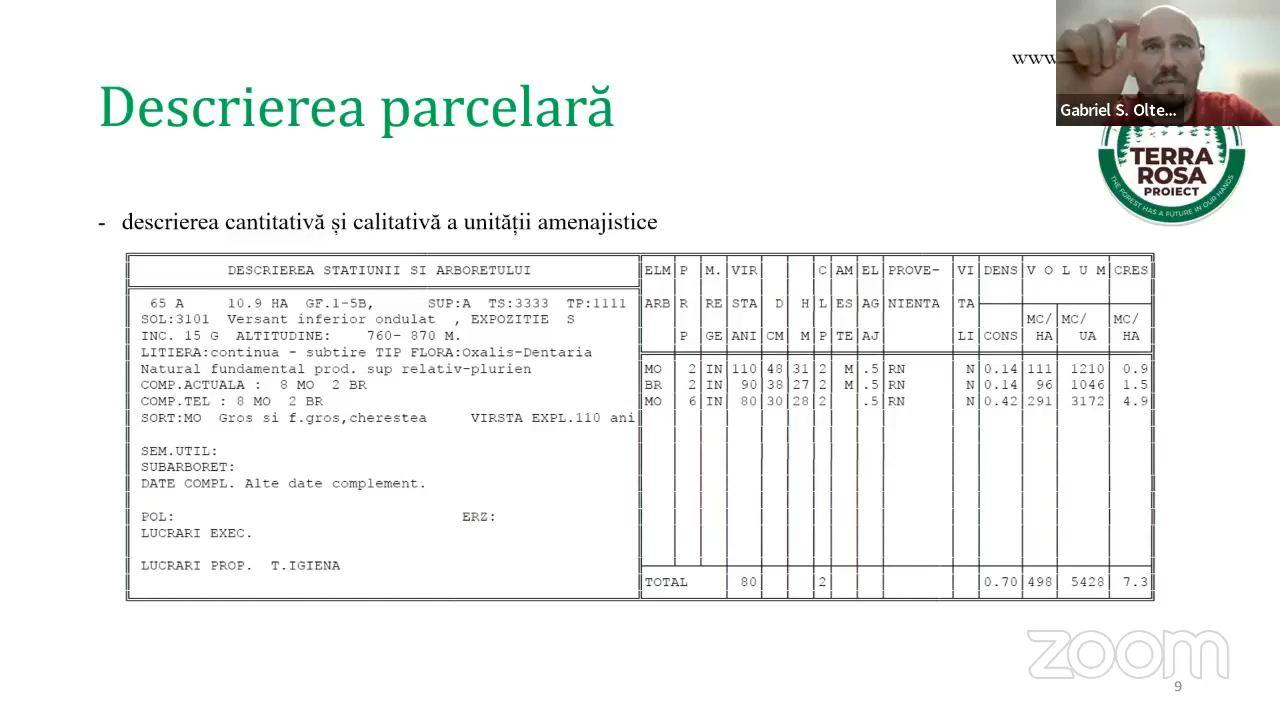 www
Gabriel S. Olte...
Descrierea parcelară
TERRA
ROSA
PROIECT
THE FOREST HAS A FUTURE IN OUR HANDS
- descrierea cantitativă și calitativă a unității amenajistice
DESCRIEREA STATIUNII SI ARBORETULUI
65 A 10.9 HA GF.1-5B, SUP:A TS:3333 TP:1111
SOL:3101 Versant inferior ondulat , EXPOZITIE S
INC. 15 G ALTITUDINE: 760- 870 M.
LITIERA:continua - subtire TIP FLORA:Oxalis-Dentaria
Natural fundamental prod. sup relativ-plurien
COMP.ACTUALA : 8 MO 2 BR
COMP.TEL : 8 MO 2 BR
SORT:MO Gros si f.gros,cherestea VIRSTA EXPL.110 ani
SEM.UTIL:
SUBARBORET:
DATE COMPL. Alte date complement.
POL: ERZ:
LUCRARI EXEC.
LUCRARI PROP. T.IGIENA
ELM P M. VIR C AM EL PROVE- VI DENS V O L U M CRES
ARB R RE STA D H L ES AG NIENTA TA
MC/ MC/ MC/
P GE ANI CM M P TE AJ LI CONS HA UA HA
MO 2 IN 110 48 31 2 M .5 RN N 0.14 111 1210 0.9
BR 2 IN 90 38 27 2 M .5 RN N 0.14 96 1046 1.5
MO 6 IN 80 30 28 2 .5 RN N 0.42 291 3172 4.9
TOTAL 80 2 0.70 498 5428 7.3
zoom
9